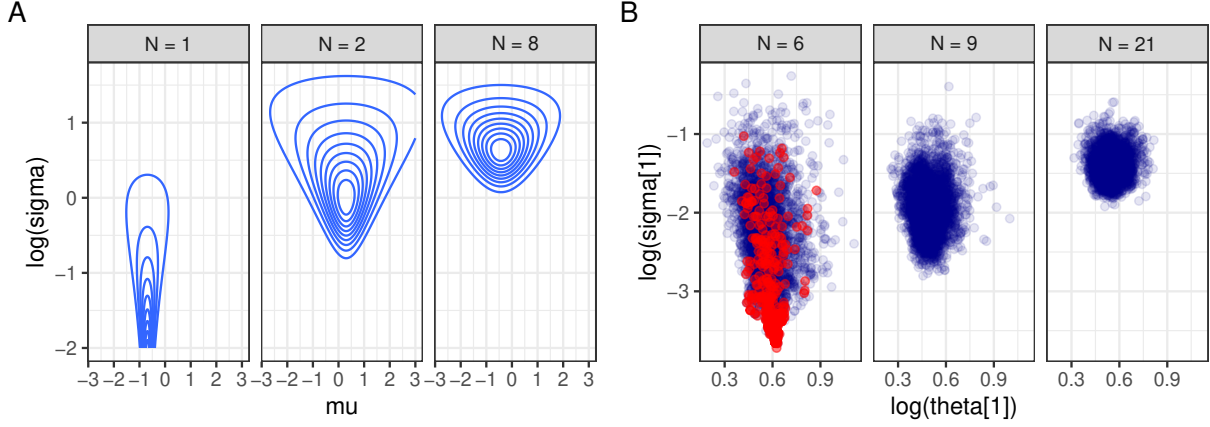 A
N = 1
N = 2
N = 8
log(sigma)
1
0
−1
−2
−3 −2 −1 0 1 2 3
−3 −2 −1 0 1 2 3
−3 −2 −1 0 1 2 3
mu
B
N = 6
N = 9
N = 21
log(sigma[1])
−1
−2
−3
0.3 0.6 0.9
0.3 0.6 0.9
0.3 0.6 0.9
log(theta[1])